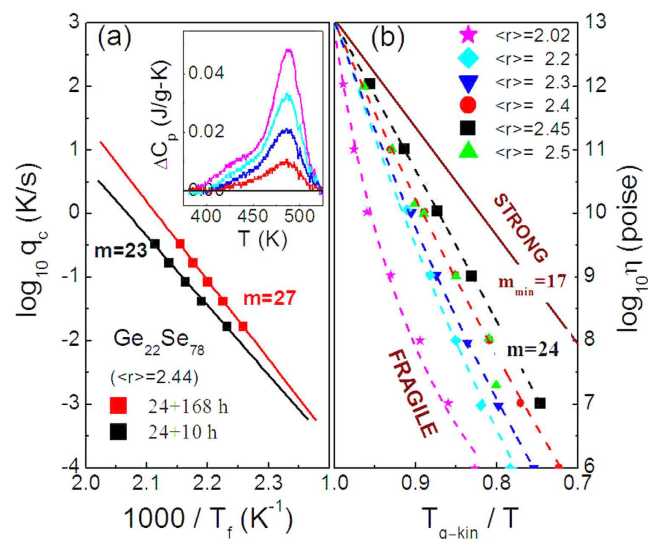 (a)
log10 qc (K/s)
3
2
1
0
-1
-2
-3
-4
2.0
2.1
2.2
2.3
1000 / Tf (K-1)
m=23
m=27
Ge22Se78
(<r>=2.44)
24+168 h
24+10 h
ΔCp (J/g-K)
0.04
0.02
0.00
400
450
500
T (K)
(b)
<r>=2.02
<r>= 2.2
<r>= 2.3
<r>= 2.4
<r>=2.45
<r>= 2.5
STRONG
mmin=17
m=24
FRAGILE
13
12
11
10
9
8
7
6
log10η (poise)
1.0
0.9
0.8
0.7
Tg-kin / T